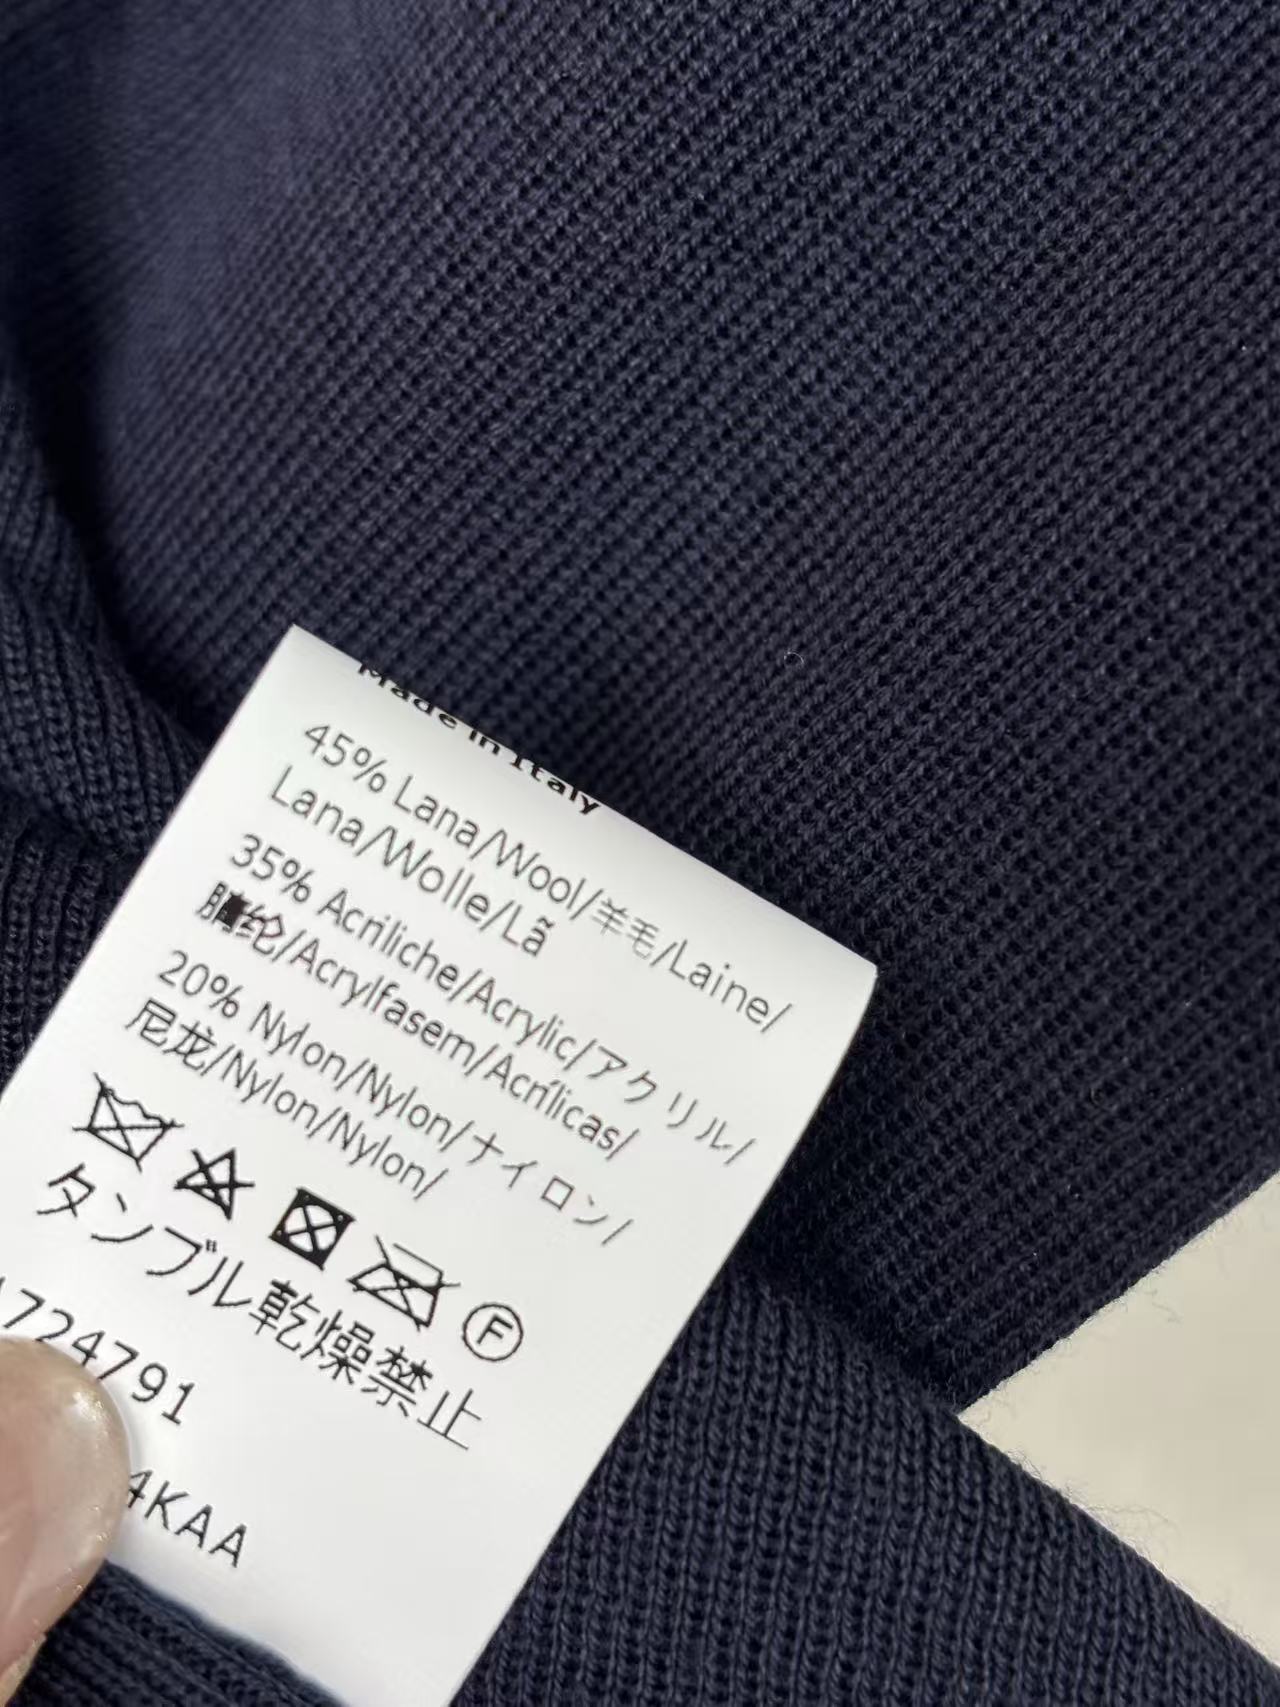 Made in Italy
45% Lana/Wool/羊毛/Laine/
Lana/Wolle/Lã
35% Acriliche/Acrylic/アクリル/
腈纶/Acrylfasern/Acrílicas/
20% Nylon/Nylon/ナイロン/
尼龙/Nylon/Nylon/
F
タンブル乾燥禁止
724791
4KAA